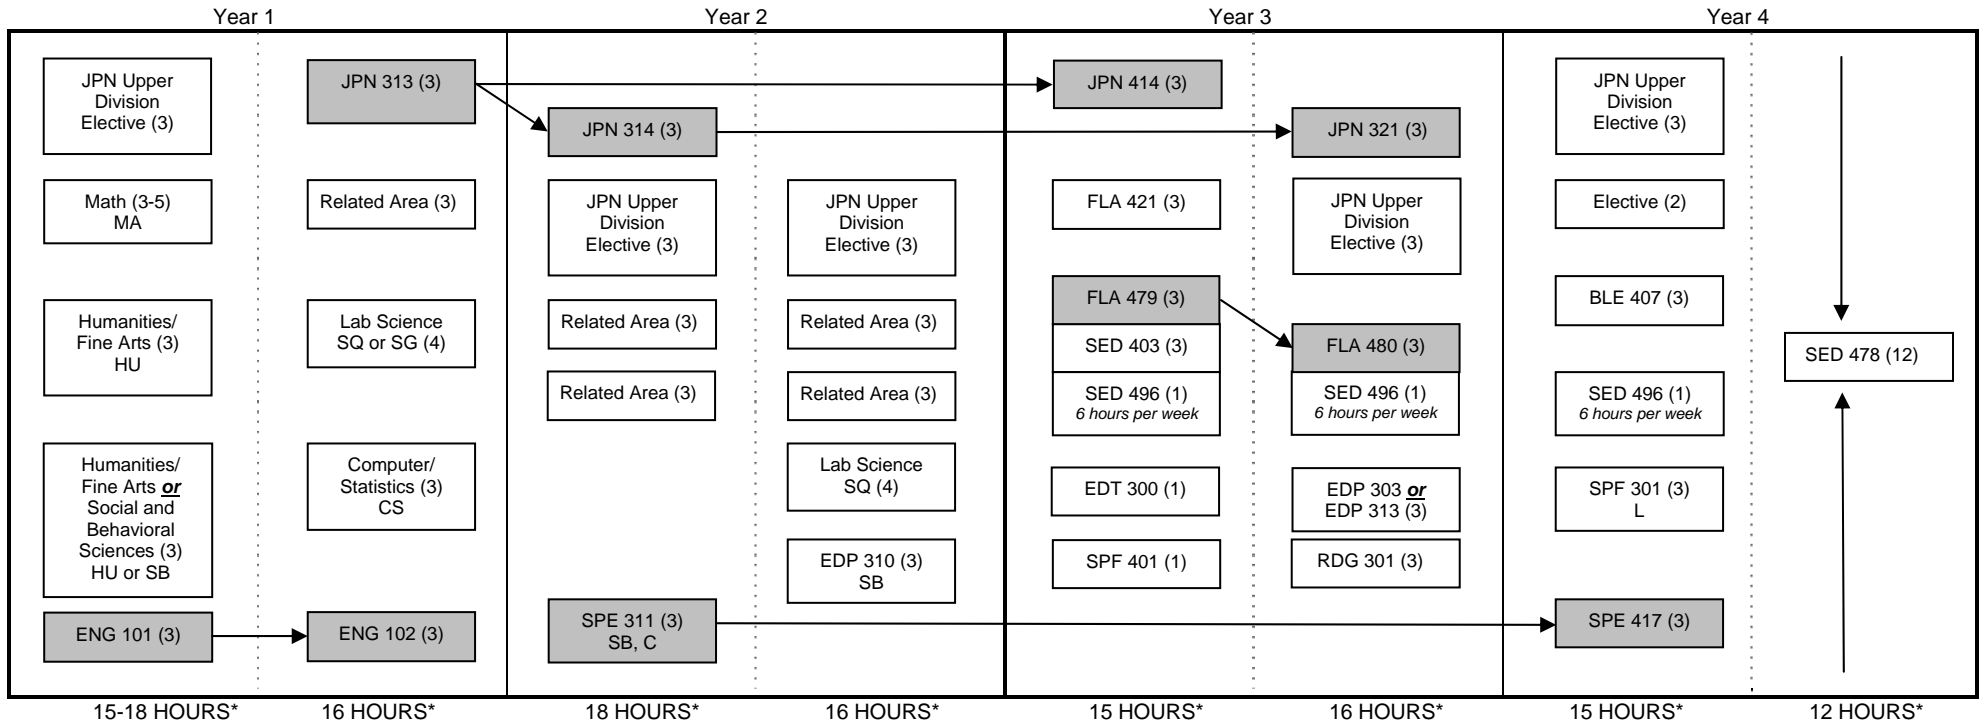 Year 1
Year 2
Year 3
Year 4
JPN Upper
Division
Elective (3)
Math (3-5)
MA
Humanities/
Fine Arts (3)
HU
Humanities/
Fine Arts or
Social and
Behavioral
Sciences (3)
HU or SB
ENG 101 (3)
JPN 313 (3)
Related Area (3)
Lab Science
SQ or SG (4)
Computer/
Statistics (3)
CS
ENG 102 (3)
JPN 314 (3)
JPN Upper
Division
Elective (3)
Related Area (3)
Related Area (3)
SPE 311 (3)
SB, C
JPN Upper
Division
Elective (3)
Related Area (3)
Related Area (3)
Lab Science
SQ (4)
EDP 310 (3)
SB
JPN 414 (3)
FLA 421 (3)
FLA 479 (3)
SED 403 (3)
SED 496 (1)
6 hours per week
EDT 300 (1)
SPF 401 (1)
JPN 321 (3)
JPN Upper
Division
Elective (3)
FLA 480 (3)
SED 496 (1)
6 hours per week
EDP 303 or
EDP 313 (3)
RDG 301 (3)
JPN Upper
Division
Elective (3)
Elective (2)
BLE 407 (3)
SED 496 (1)
6 hours per week
SPF 301 (3)
L
SPE 417 (3)
SED 478 (12)
15-18 HOURS*
16 HOURS*
18 HOURS*
16 HOURS*
15 HOURS*
16 HOURS*
15 HOURS*
12 HOURS*